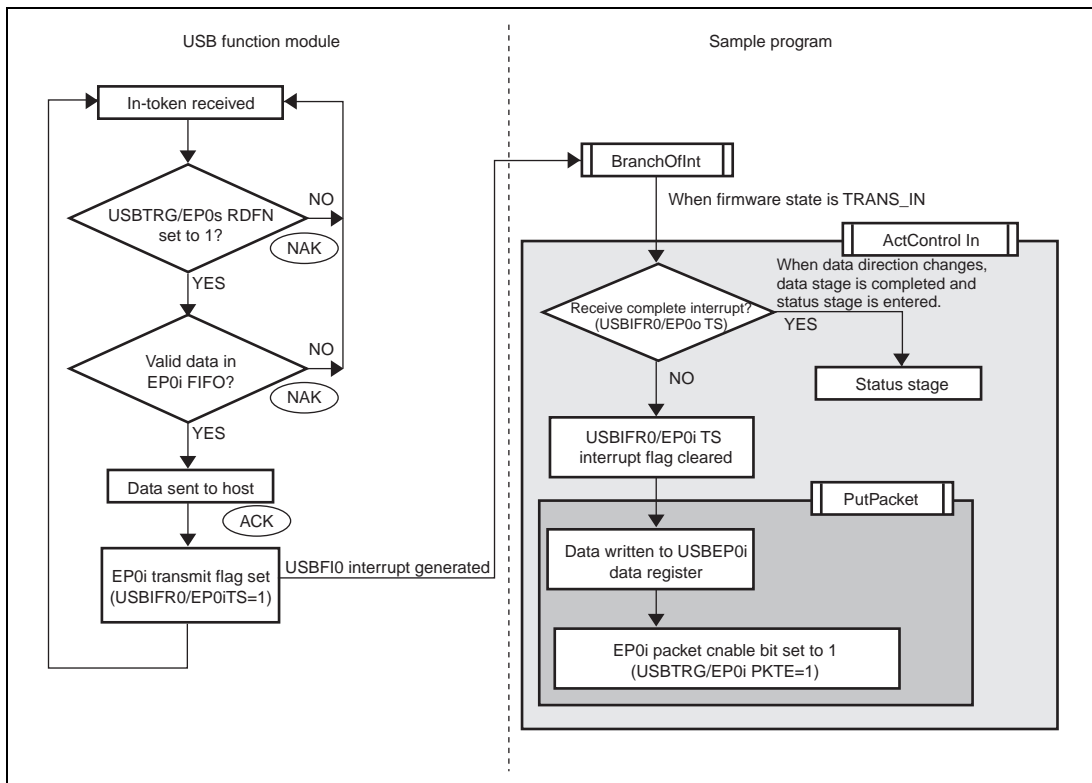 USB function module
Sample program
In-token received
USBTRG/EP0s RDFN
set to 1?
NO
NAK
YES
Valid data in
EP0i FIFO?
NO
NAK
YES
Data sent to host
ACK
EP0i transmit flag set
(USBIFR0/EP0iTS=1)
USBFI0 interrupt generated
BranchOfInt
When firmware state is TRANS_IN
ActControl In
When data direction changes,
data stage is completed and
status stage is entered.
Receive complete interrupt?
(USBIFR0/EP0o TS)
YES
Status stage
NO
USBIFR0/EP0i TS
interrupt flag cleared
PutPacket
Data written to USBEP0i
data register
EP0i packet cnable bit set to 1
(USBTRG/EP0i PKTE=1)